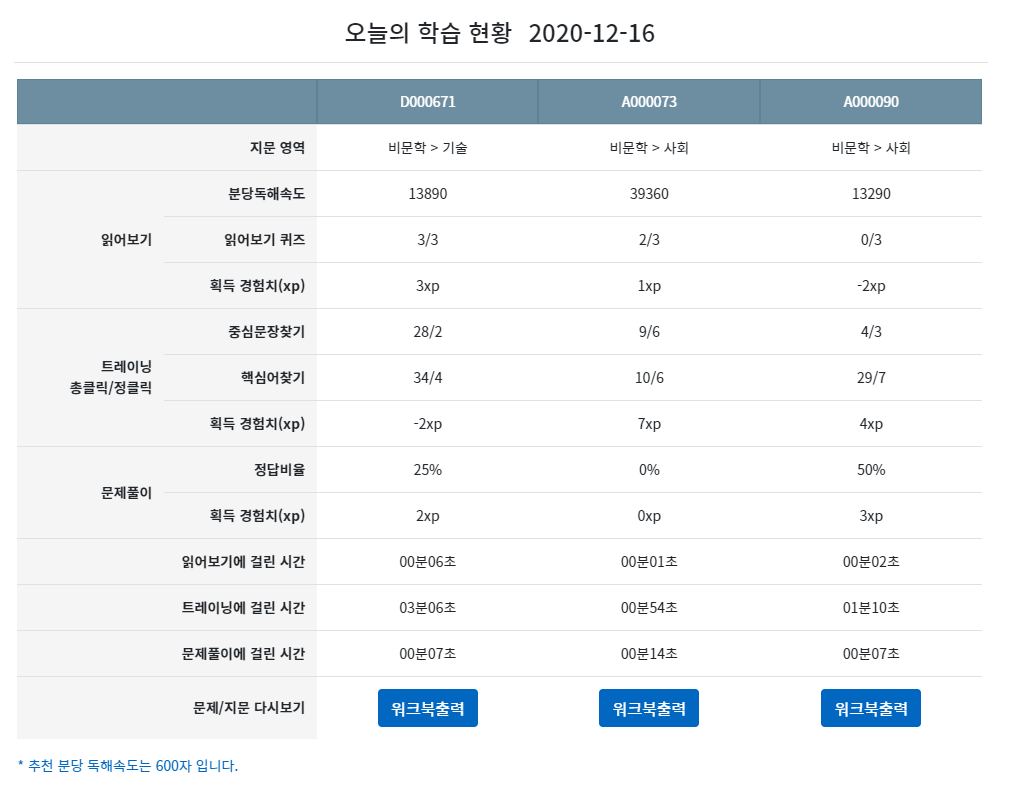 오늘의 학습 현황 2020-12-16
D000671 A000073 A000090
지문 영역 비문학 > 기술 비문학 > 사회 비문학 > 사회
읽어보기
분당독해속도 13890 39360 13290
읽어보기 퀴즈 3/3 2/3 0/3
획득 경험치(xp) 3xp 1xp -2xp
트레이닝
총클릭/정클릭
중심문장찾기 28/2 9/6 4/3
핵심어찾기 34/4 10/6 29/7
획득 경험치(xp) -2xp 7xp 4xp
문제풀이
정답비율 25% 0% 50%
획득 경험치(xp) 2xp 0xp 3xp
읽어보기에 걸린 시간 00분06초 00분01초 00분02초
트레이닝에 걸린 시간 03분06초 00분54초 01분10초
문제풀이에 걸린 시간 00분07초 00분14초 00분07초
문제/지문 다시보기 워크북출력 워크북출력 워크북출력
* 추천 분당 독해속도는 600자 입니다.